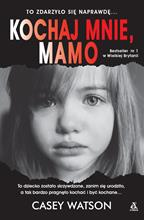 TO ZDARZYŁO SIĘ NAPRAWDĘ...
KOCHAJ MNIE,
MAMO
Bestseller nr 1
w Wielkiej Brytanii
To dziecko zostało skrzywdzone, zanim się urodziło,
a tak bardzo pragnęło kochać i być kochane...
CASEY WATSON